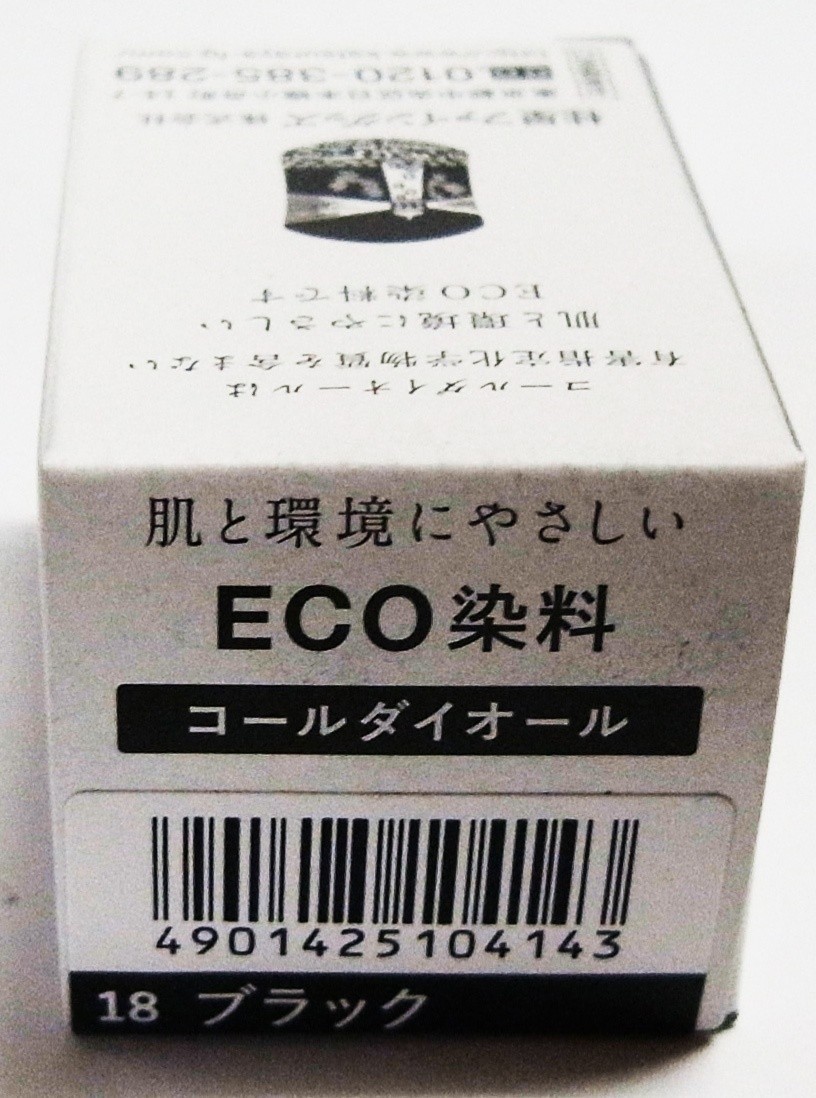 肌と環境にやさしい
ECO染料
コールダイオール
4901425104143
18 ブラック
コールダイオールは
有害指定化学物質を含まない
肌と環境にやさしい
ECO染料です
桂屋ファイングッズ株式会社
0120-385-289